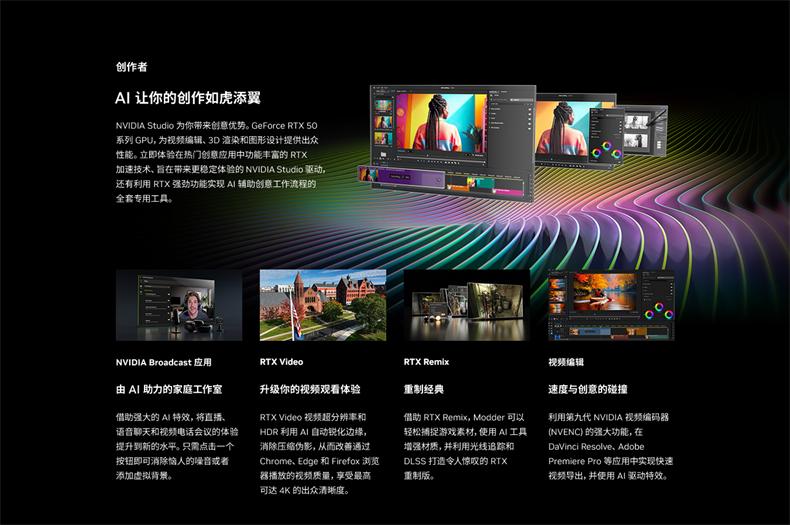 创作者
AI 让你的创作如虎添翼
NVIDIA Studio 为你带来创意优势。GeForce RTX 50
系列 GPU，为视频编辑、3D 渲染和图形设计提供出众
性能。立即体验在热门创意应用中功能丰富的 RTX
加速技术、旨在带来更稳定体验的 NVIDIA Studio 驱动，
还有利用 RTX 强劲功能实现 AI 辅助创意工作流程的
全套专用工具。
NVIDIA Broadcast 应用
由 AI 助力的家庭工作室
借助强大的 AI 特效，将直播、
语音聊天和视频电话会议的体验
提升到新的水平。只需点击一个
按钮即可消除恼人的噪音或者
添加虚拟背景。
RTX Video
升级你的视频观看体验
RTX Video 视频超分辨率和
HDR 利用 AI 自动锐化边缘，
消除压缩伪影，从而改善通过
Chrome、Edge 和 Firefox 浏览
器播放的视频质量，享受最高
可达 4K 的出众清晰度。
RTX Remix
重制经典
借助 RTX Remix，Modder 可以
轻松捕捉游戏素材，使用 AI 工具
增强材质，并利用光线追踪和
DLSS 打造令人惊叹的 RTX
重制版。
视频编辑
速度与创意的碰撞
利用第九代 NVIDIA 视频编码器
(NVENC) 的强大功能，在
DaVinci Resolve、Adobe
Premiere Pro 等应用中实现快速
视频导出，并使用 AI 驱动特效。